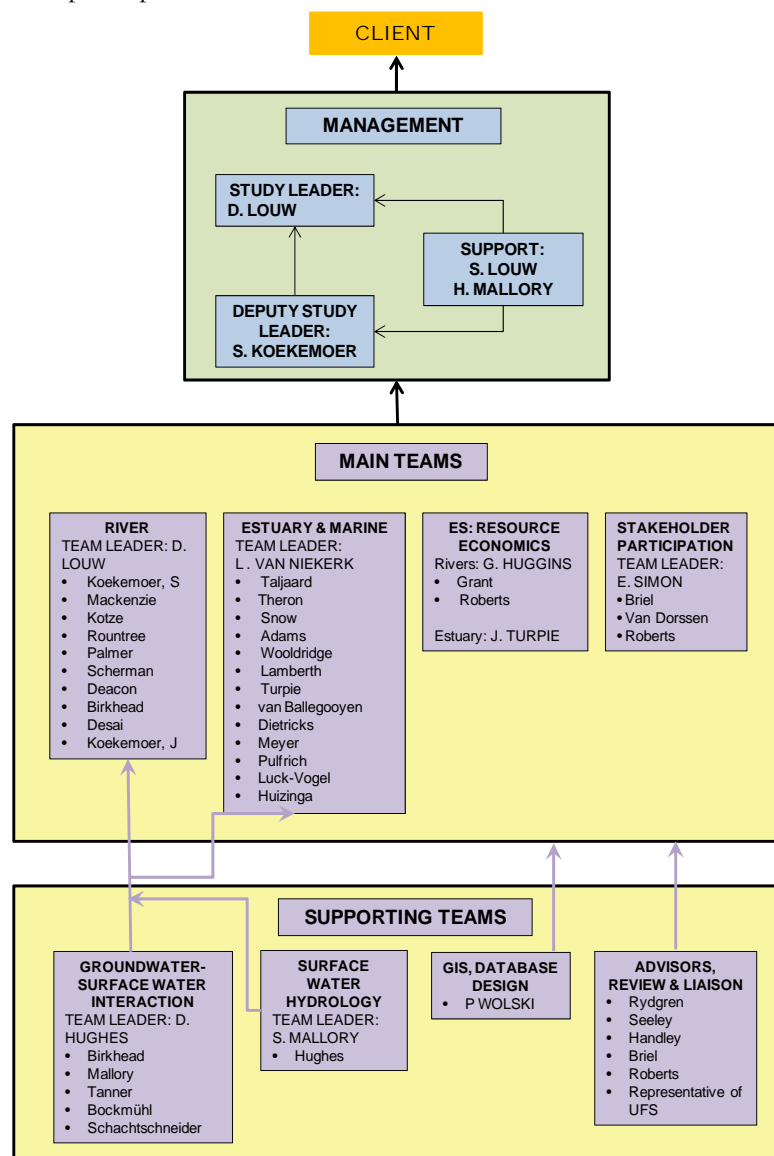 CLIENT
MANAGEMENT
STUDY LEADER:
D. LOUW
SUPPORT:
S. LOUW
H. MALLORY
DEPUTY STUDY
LEADER:
S. KOEKEMOER
MAIN TEAMS
RIVER
TEAM LEADER: D.
LOUW
• Koekemoer, S
• Mackenzie
• Kotze
• Rountree
• Palmer
• Scherman
• Deacon
• Birkhead
• Desai
• Koekemoer, J
ESTUARY & MARINE
TEAM LEADER:
L . VAN NIEKERK
• Taljaard
• Theron
• Snow
• Adams
• Wooldridge
• Lamberth
• Turpie
• van Ballegooyen
• Dietricks
• Meyer
• Pulfrich
• Luck-Vogel
• Huizinga
ES: RESOURCE
ECONOMICS
Rivers: G. HUGGINS
• Grant
• Roberts
Estuary: J. TURPIE
STAKEHOLDER
PARTICIPATION
TEAM LEADER:
E. SIMON
• Briel
• Van Dorssen
• Roberts
SUPPORTING TEAMS
GROUNDWATER-
SURFACE WATER
INTERACTION
TEAM LEADER: D.
HUGHES
• Birkhead
• Mallory
• Tanner
• Bockmühl
• Schachtschneider
SURFACE
WATER
HYDROLOGY
TEAM LEADER:
S. MALLORY
• Hughes
GIS, DATABASE
DESIGN
• P WOLSKI
ADVISORS,
REVIEW & LIAISON
• Rydgren
• Seeley
• Handley
• Briel
• Roberts
• Representative of
UFS